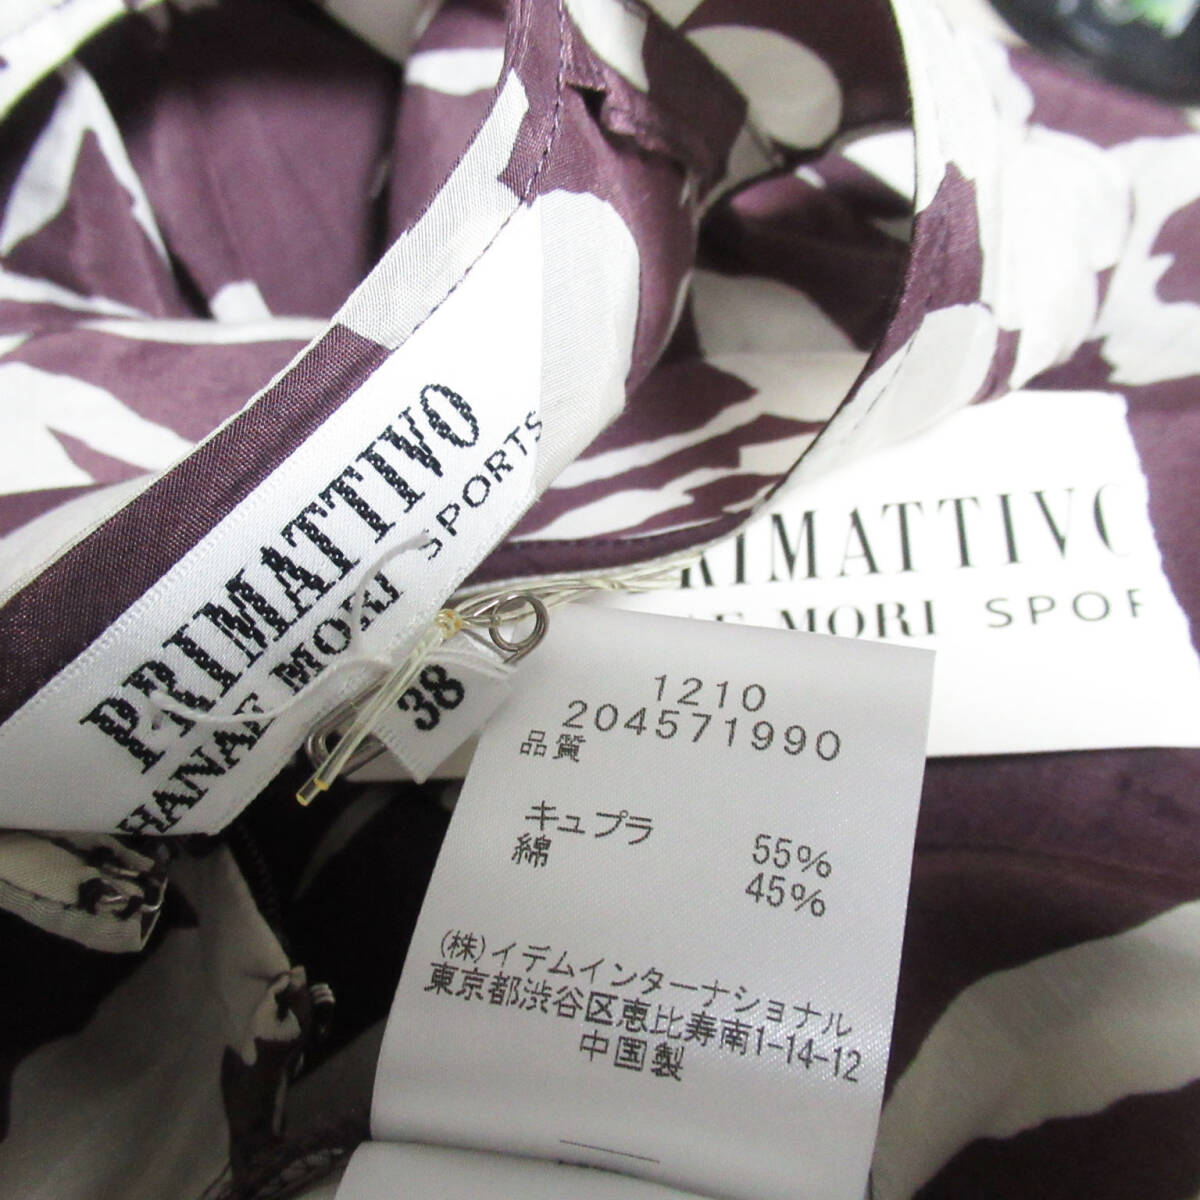 PRIMATTIVO
HANAE MORI SPORTS
38
RIMATTIVO
AE MORI SPOR
1210
204571990
品質
キュプラ 55%
綿 45%
(株)イデムインターナショナル
東京都渋谷区恵比寿南1-14-12
中国製